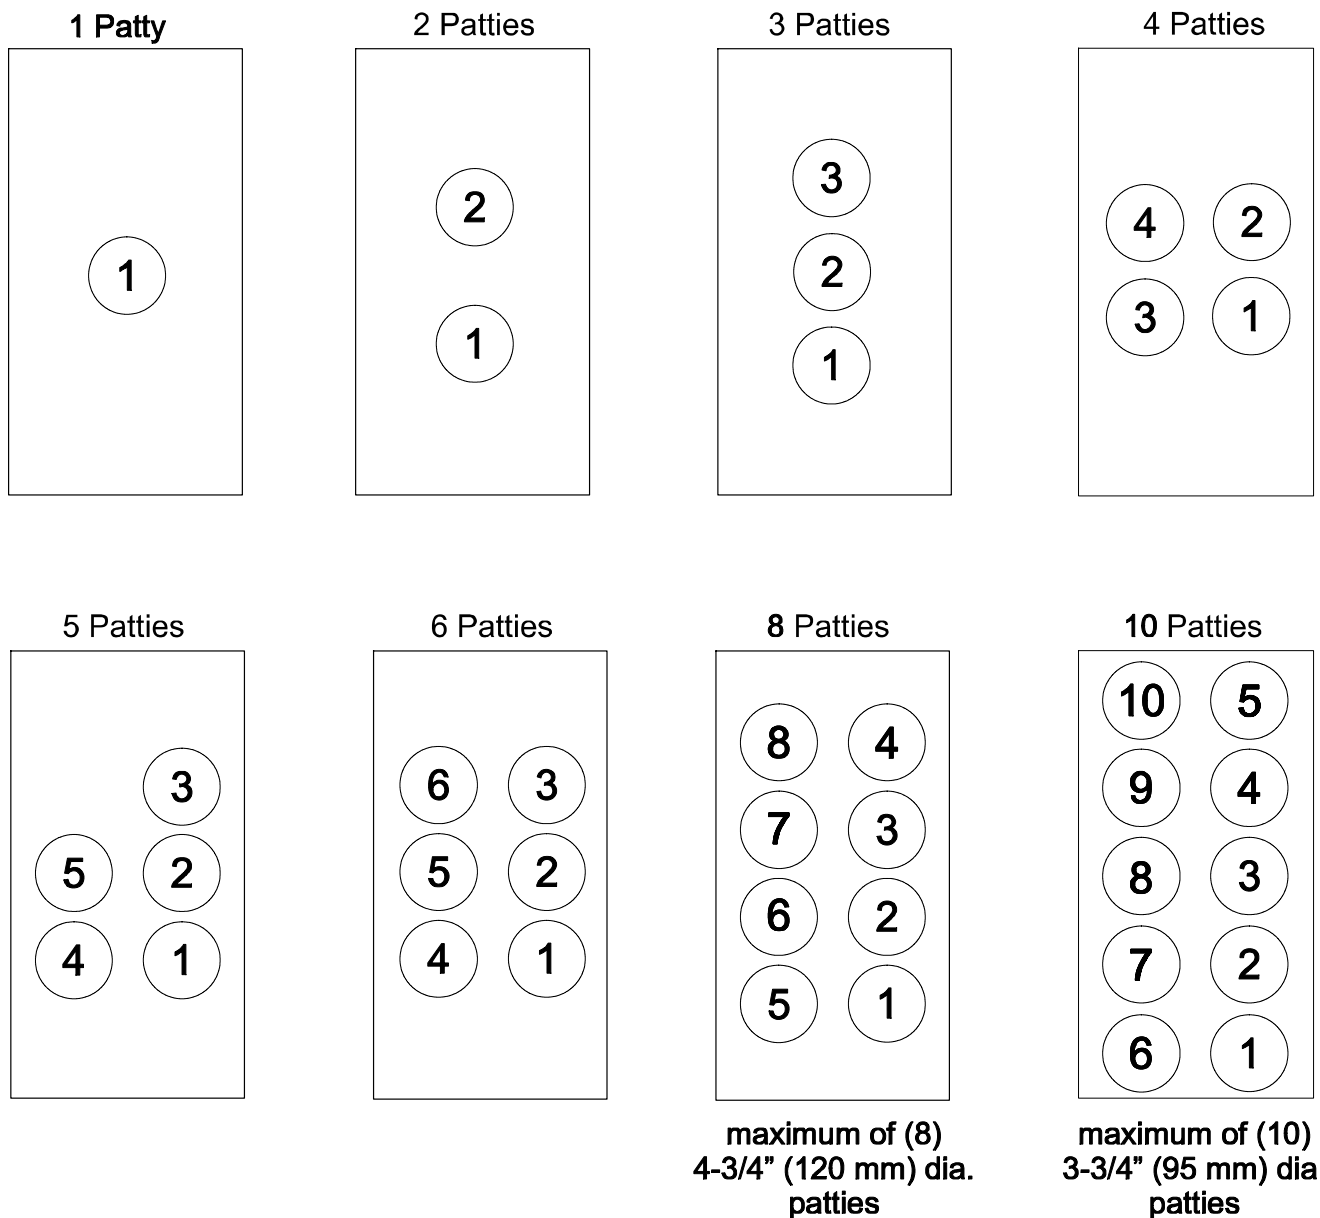 1 Patty
2 Patties
3 Patties
4 Patties
1
2
1
3
2
1
4 2
3 1
5 Patties
6 Patties
8 Patties
10 Patties
3
5 2
4 1
6 3
5 2
4 1
8 4
7 3
6 2
5 1
10 5
9 4
8 3
7 2
6 1
maximum of (8)
4-3/4” (120 mm) dia.
patties
maximum of (10)
3-3/4” (95 mm) dia
patties